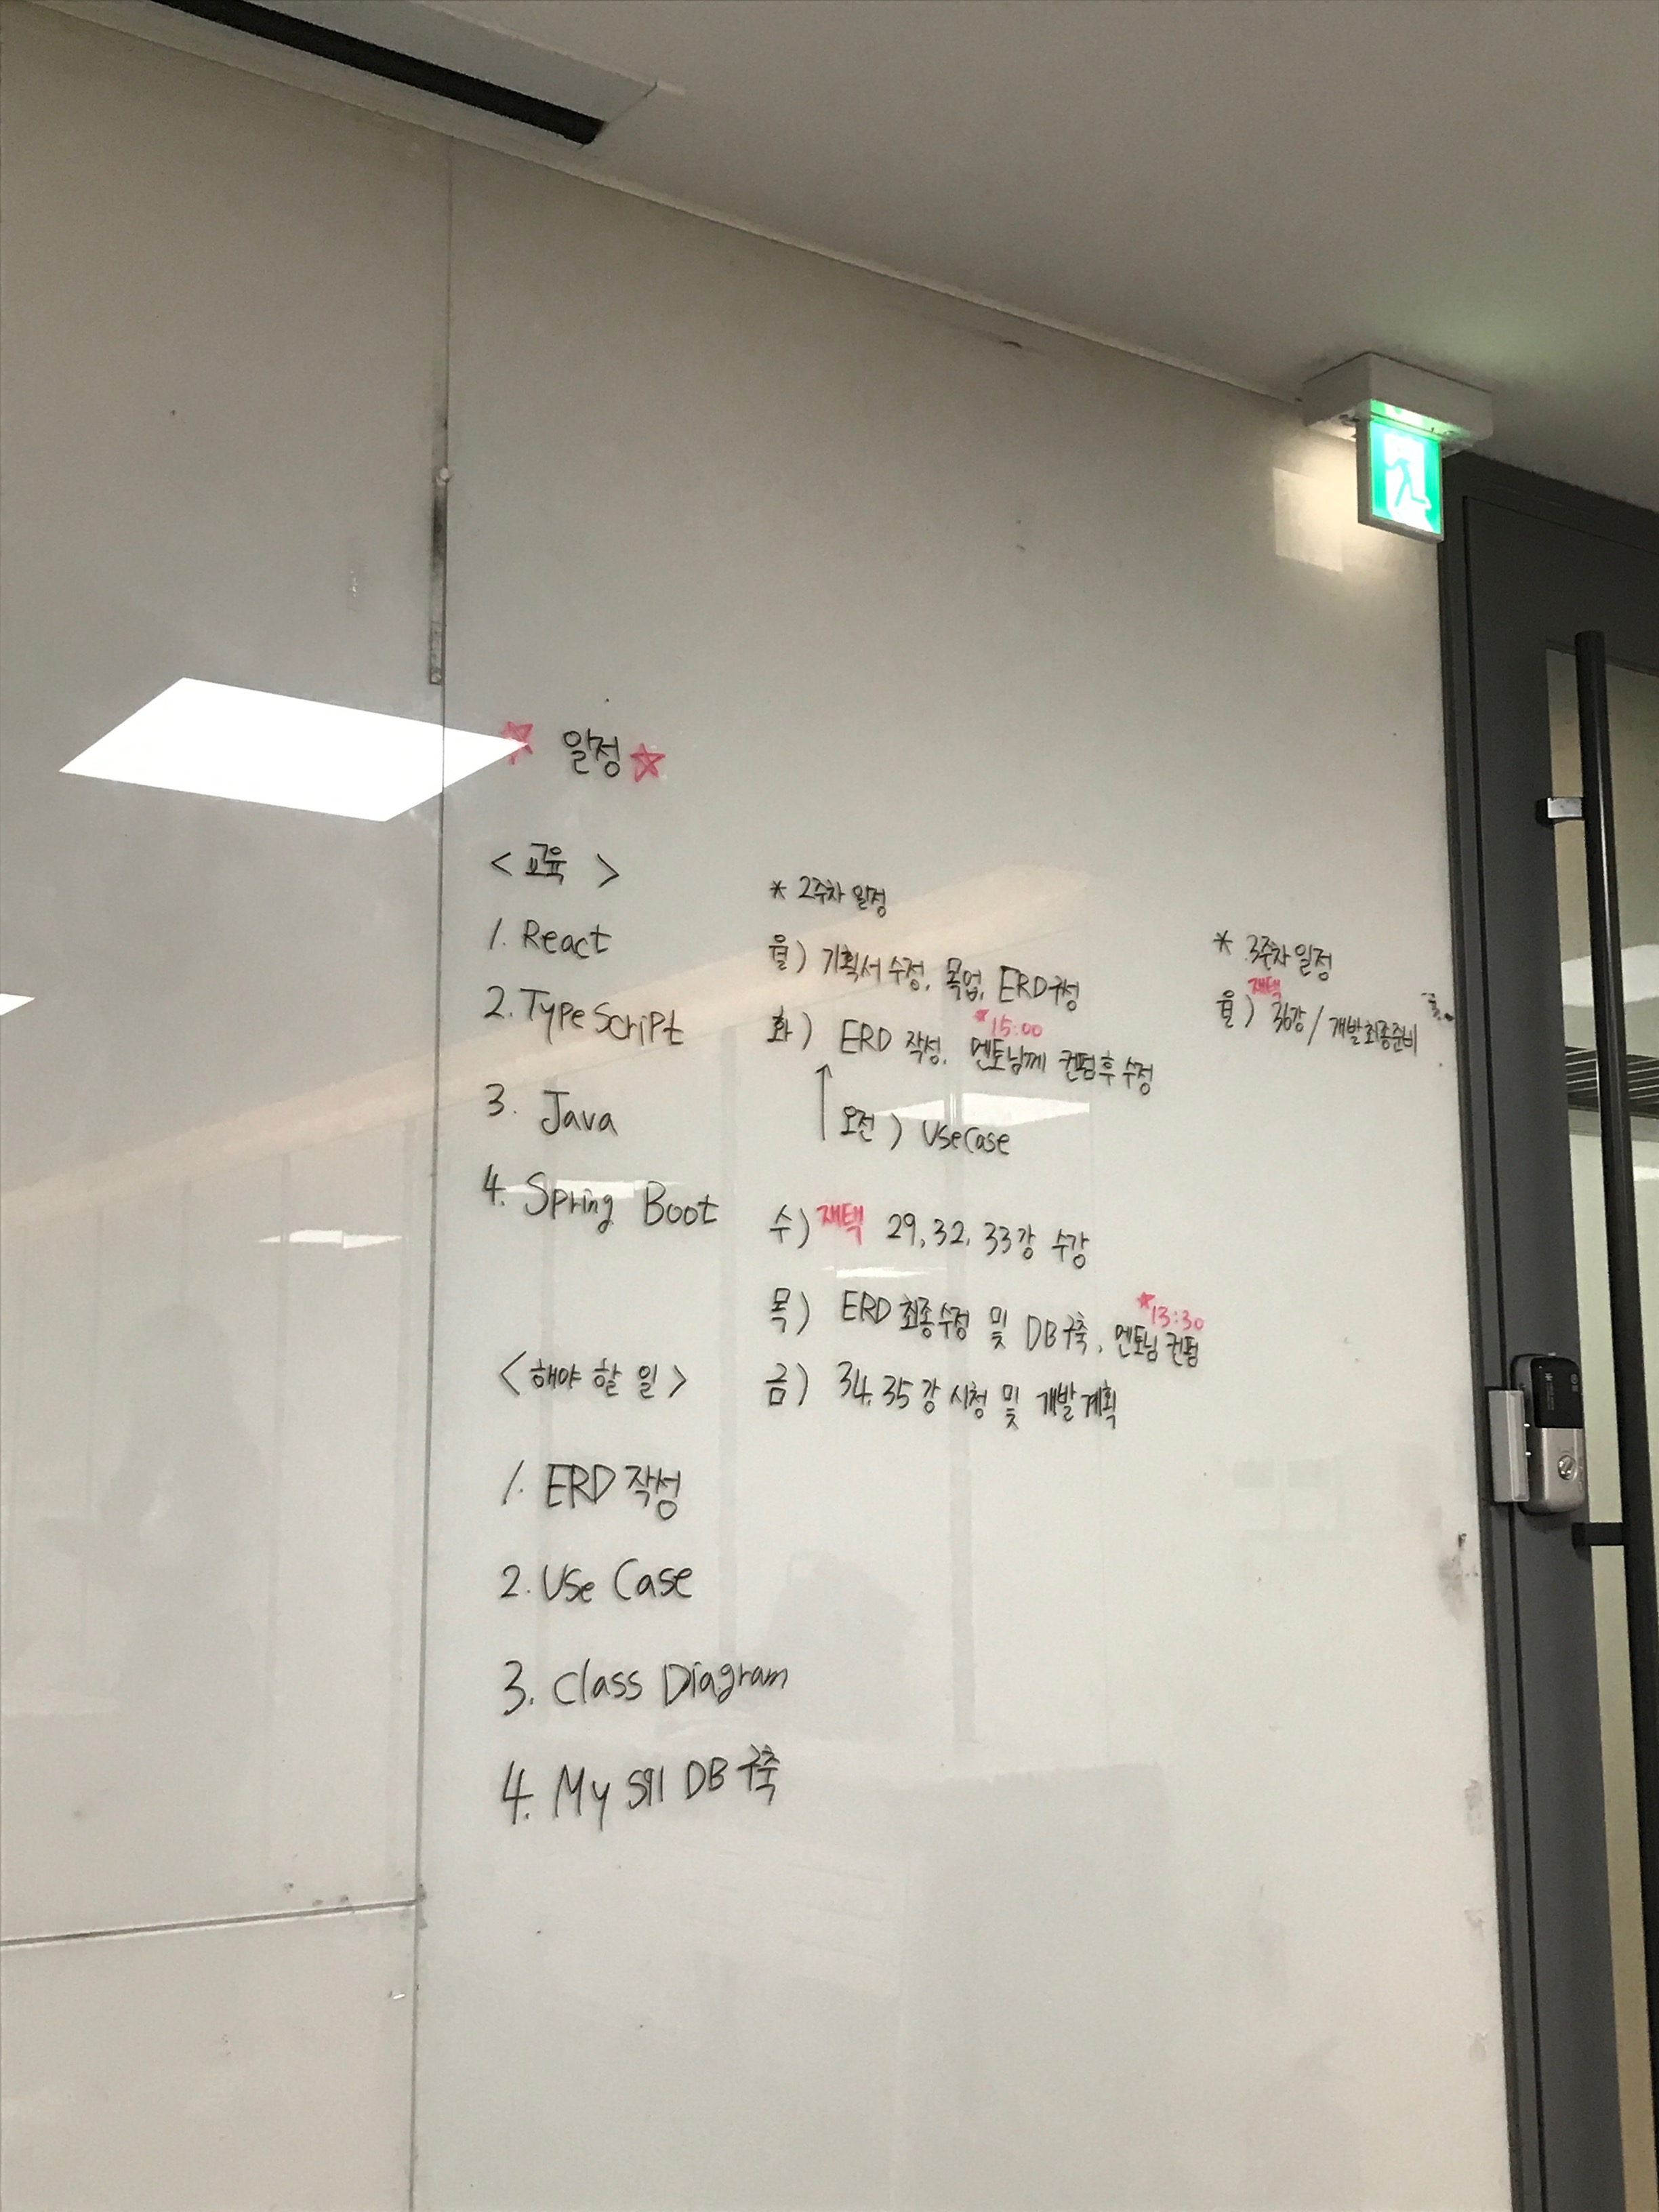 일정
< 교육 >
1. React
2. TypeScript
3. Java
4. Spring Boot
< 해야 할 일 >
1. ERD 작성
2. Use Case
3. Class Diagram
4. My sql DB 구축
* 2주차 일정
월) 기획서 수정, 목업, ERD 구성
* 15:00
화) ERD 작성, 멘토님께 컨펌 후 수정
오전) UseCase
수) 재택 29, 32, 33강 수강
* 13:30
목) ERD 최종수정 및 DB 구축, 멘토님 컨펌
금) 34, 35강 시청 및 개발 계획
* 3주차 일정
재택
월) 36강 / 개발 최종 준비